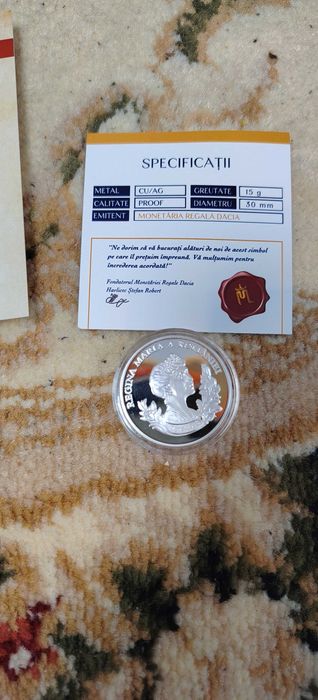 SPECIFICAȚII
METAL CU/AG GREUTATE 15 g
CALITATE PROOF DIAMETRU 30 mm
EMITENT MONETĂRIA REGALĂ DACIA
"Ne dorim să vă bucurați alături de noi de acest simbol
pe care îl prețuim împreună. Vă mulțumim pentru
încrederea acordată!"
Fondatorul Monetăriei Regale Dacia
Havlicec Ștefan Robert
REGINA MARIA A ROMÂNIEI